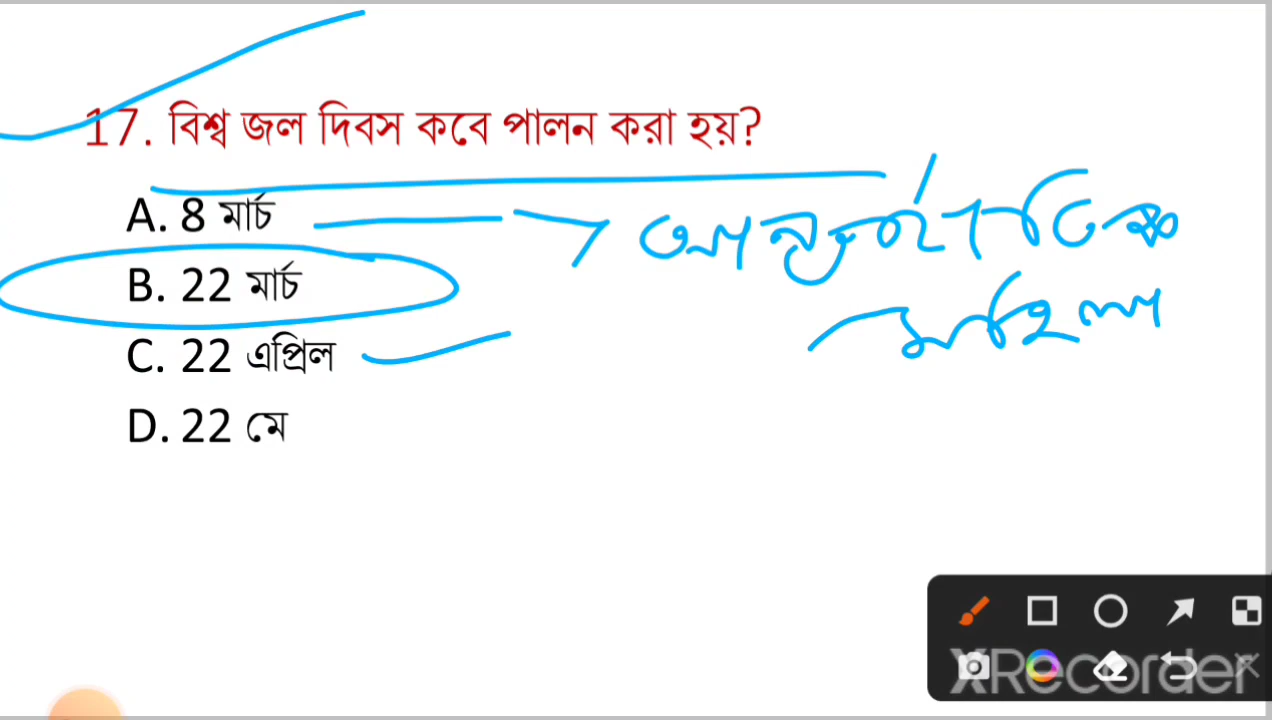 17. বিশ্ব জল দিবস কবে পালন করা হয়?
A. 8 মার্চ
আন্তর্জাতিক
B. 22 মার্চ
মহিলা
C. 22 এপ্রিল
D. 22 মে
XRecorder